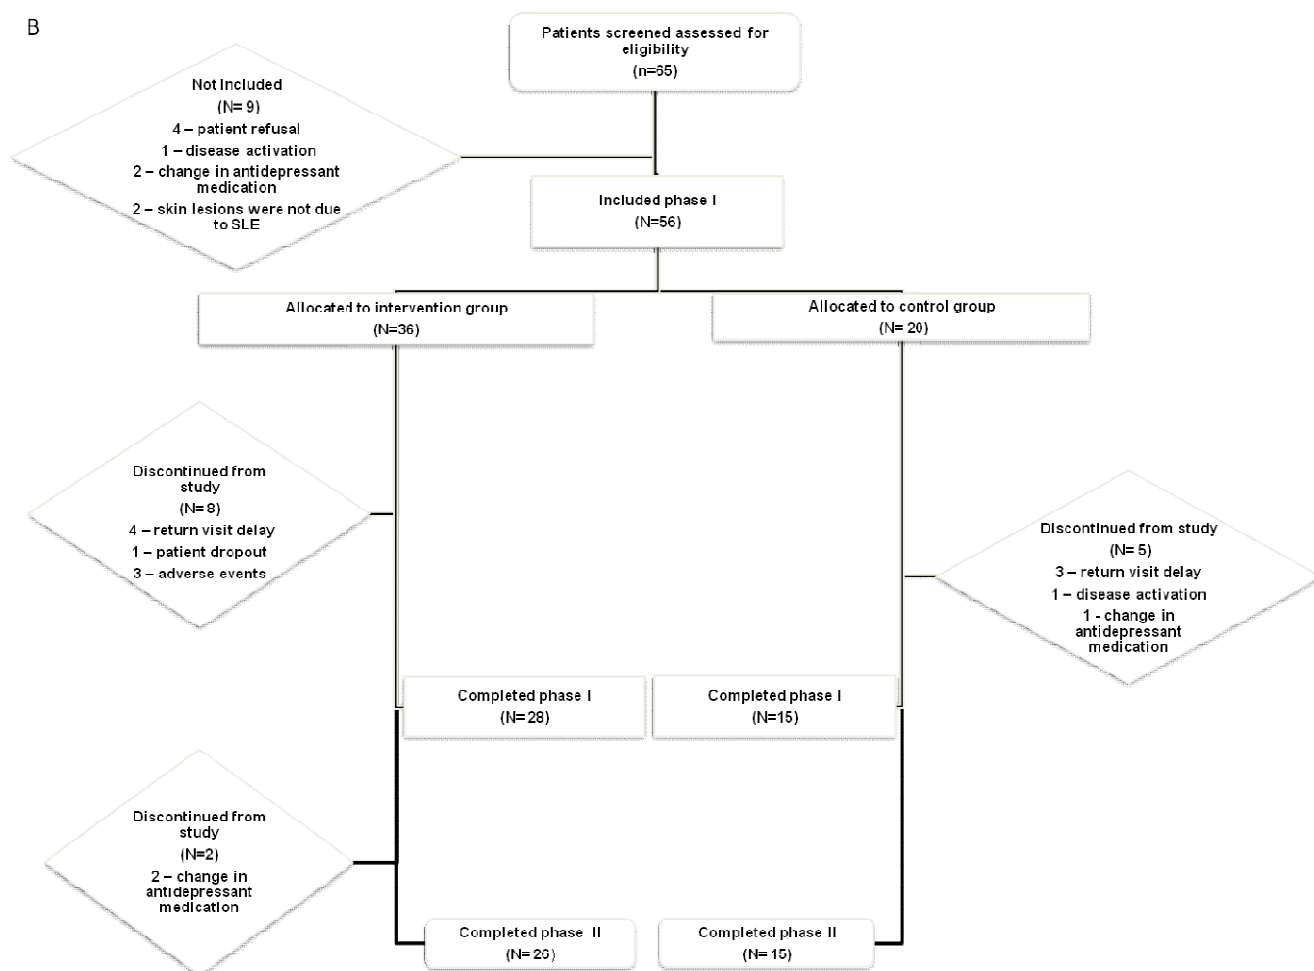 B
Patients screened assessed for
eligibility
(n=65)
Not Included
(N= 9)
4 – patient refusal
1 – disease activation
2 – change in antidepressant
medication
2 – skin lesions were not due
to SLE
Included phase I
(N=56)
Allocated to intervention group
(N=36)
Allocated to control group
(N= 20)
Discontinued from
study
(N= 8)
4 – return visit delay
1 – patient dropout
3 – adverse events
Discontinued from study
(N= 5)
3 – return visit delay
1 – disease activation
1 - change in
antidepressant
medication
Completed phase I
(N= 28)
Completed phase I
(N=15)
Discontinued from
study
(N=2)
2 – change in
antidepressant
medication
Completed phase II
(N= 26)
Completed phase II
(N= 15)